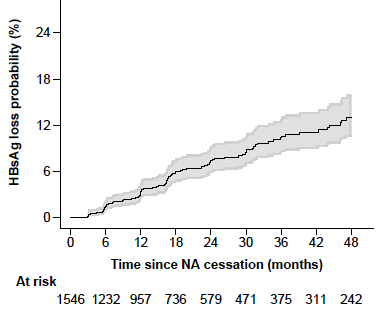 HBsAg loss probability (%)
24
18
12
6
0
0 6 12 18 24 30 36 42 48
Time since NA cessation (months)
At risk
1546 1232 957 736 579 471 375 311 242